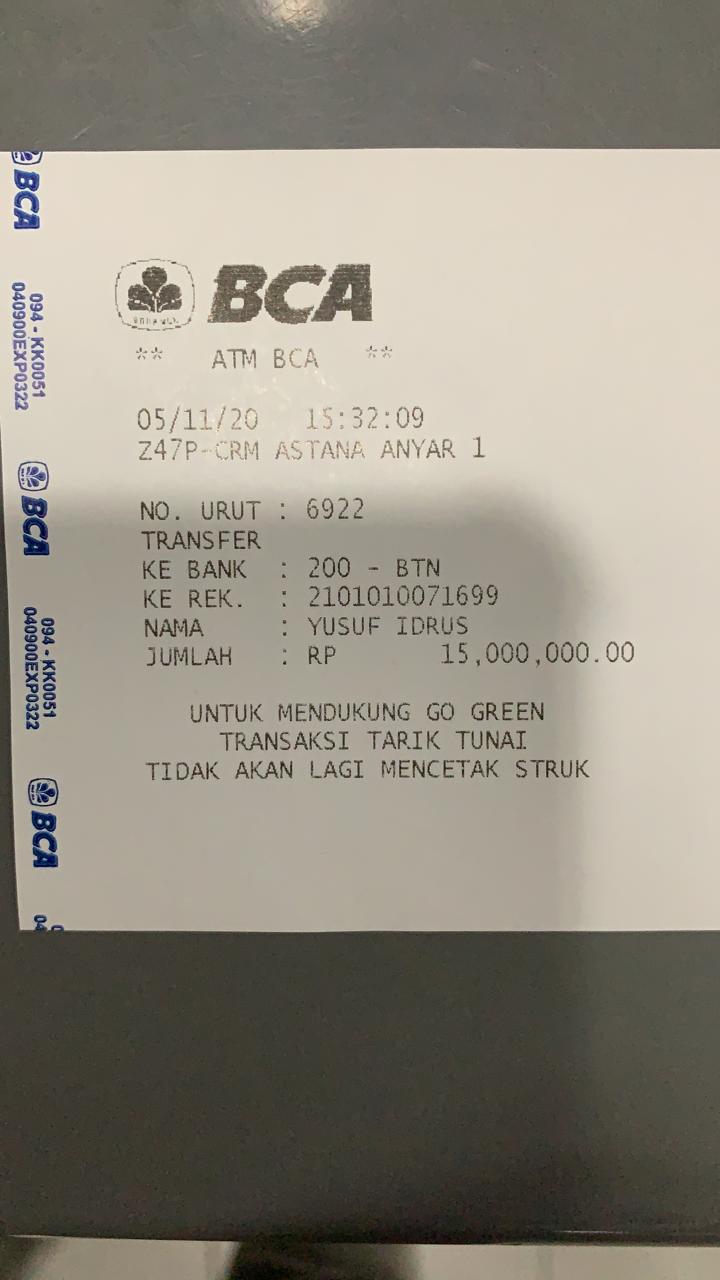 BCA
** ATM BCA **
05/11/20 15:32:09
Z47P-CRM ASTANA ANYAR 1
NO. URUT : 6922
TRANSFER
KE BANK : 200 - BTN
KE REK. : 2101010071699
NAMA : YUSUF IDRUS
JUMLAH : RP 15,000,000.00
UNTUK MENDUKUNG GO GREEN
TRANSAKSI TARIK TUNAI
TIDAK AKAN LAGI MENCETAK STRUK
BCA
094 - KK0051
040900EXP0322
BCA
094 - KK0051
040900EXP0322
BCA